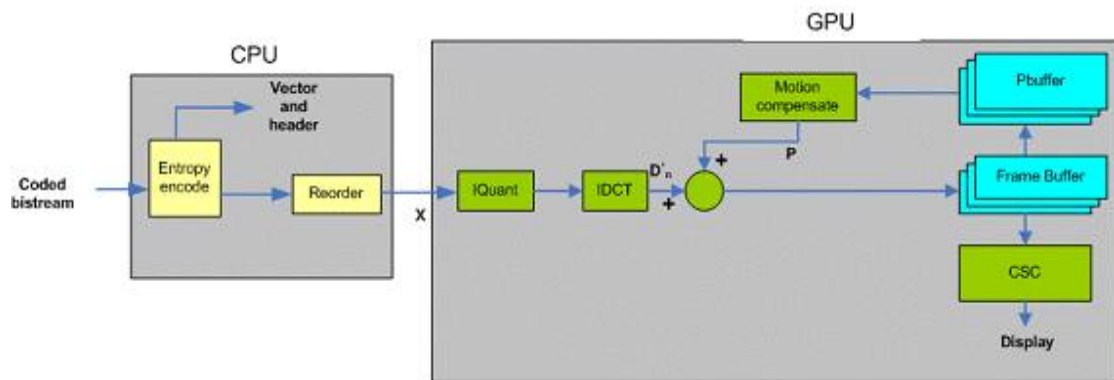 CPU
GPU
Vector
and
header
Entropy
encode
Coded
bistream
Reorder
X
IQuant
IDCT
D'n
+
+
P
Motion
compensate
Pbuffer
Frame Buffer
CSC
Display